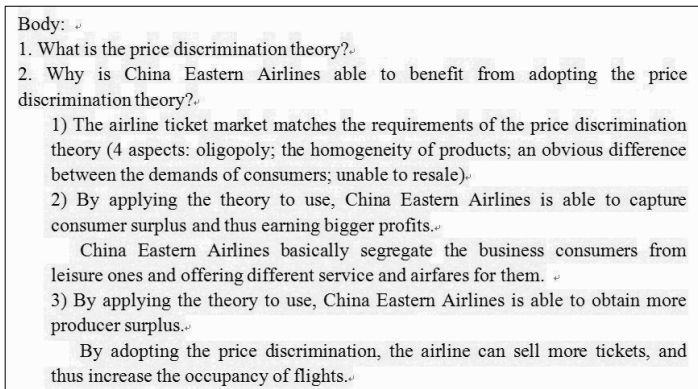 Body:
1. What is the price discrimination theory?
2. Why is China Eastern Airlines able to benefit from adopting the price
discrimination theory?
1) The airline ticket market matches the requirements of the price discrimination
theory (4 aspects: oligopoly; the homogeneity of products; an obvious difference
between the demands of consumers; unable to resale)
2) By applying the theory to use, China Eastern Airlines is able to capture
consumer surplus and thus earning bigger profits.
China Eastern Airlines basically segregate the business consumers from
leisure ones and offering different service and airfares for them.
3) By applying the theory to use, China Eastern Airlines is able to obtain more
producer surplus.
By adopting the price discrimination, the airline can sell more tickets, and
thus increase the occupancy of flights.